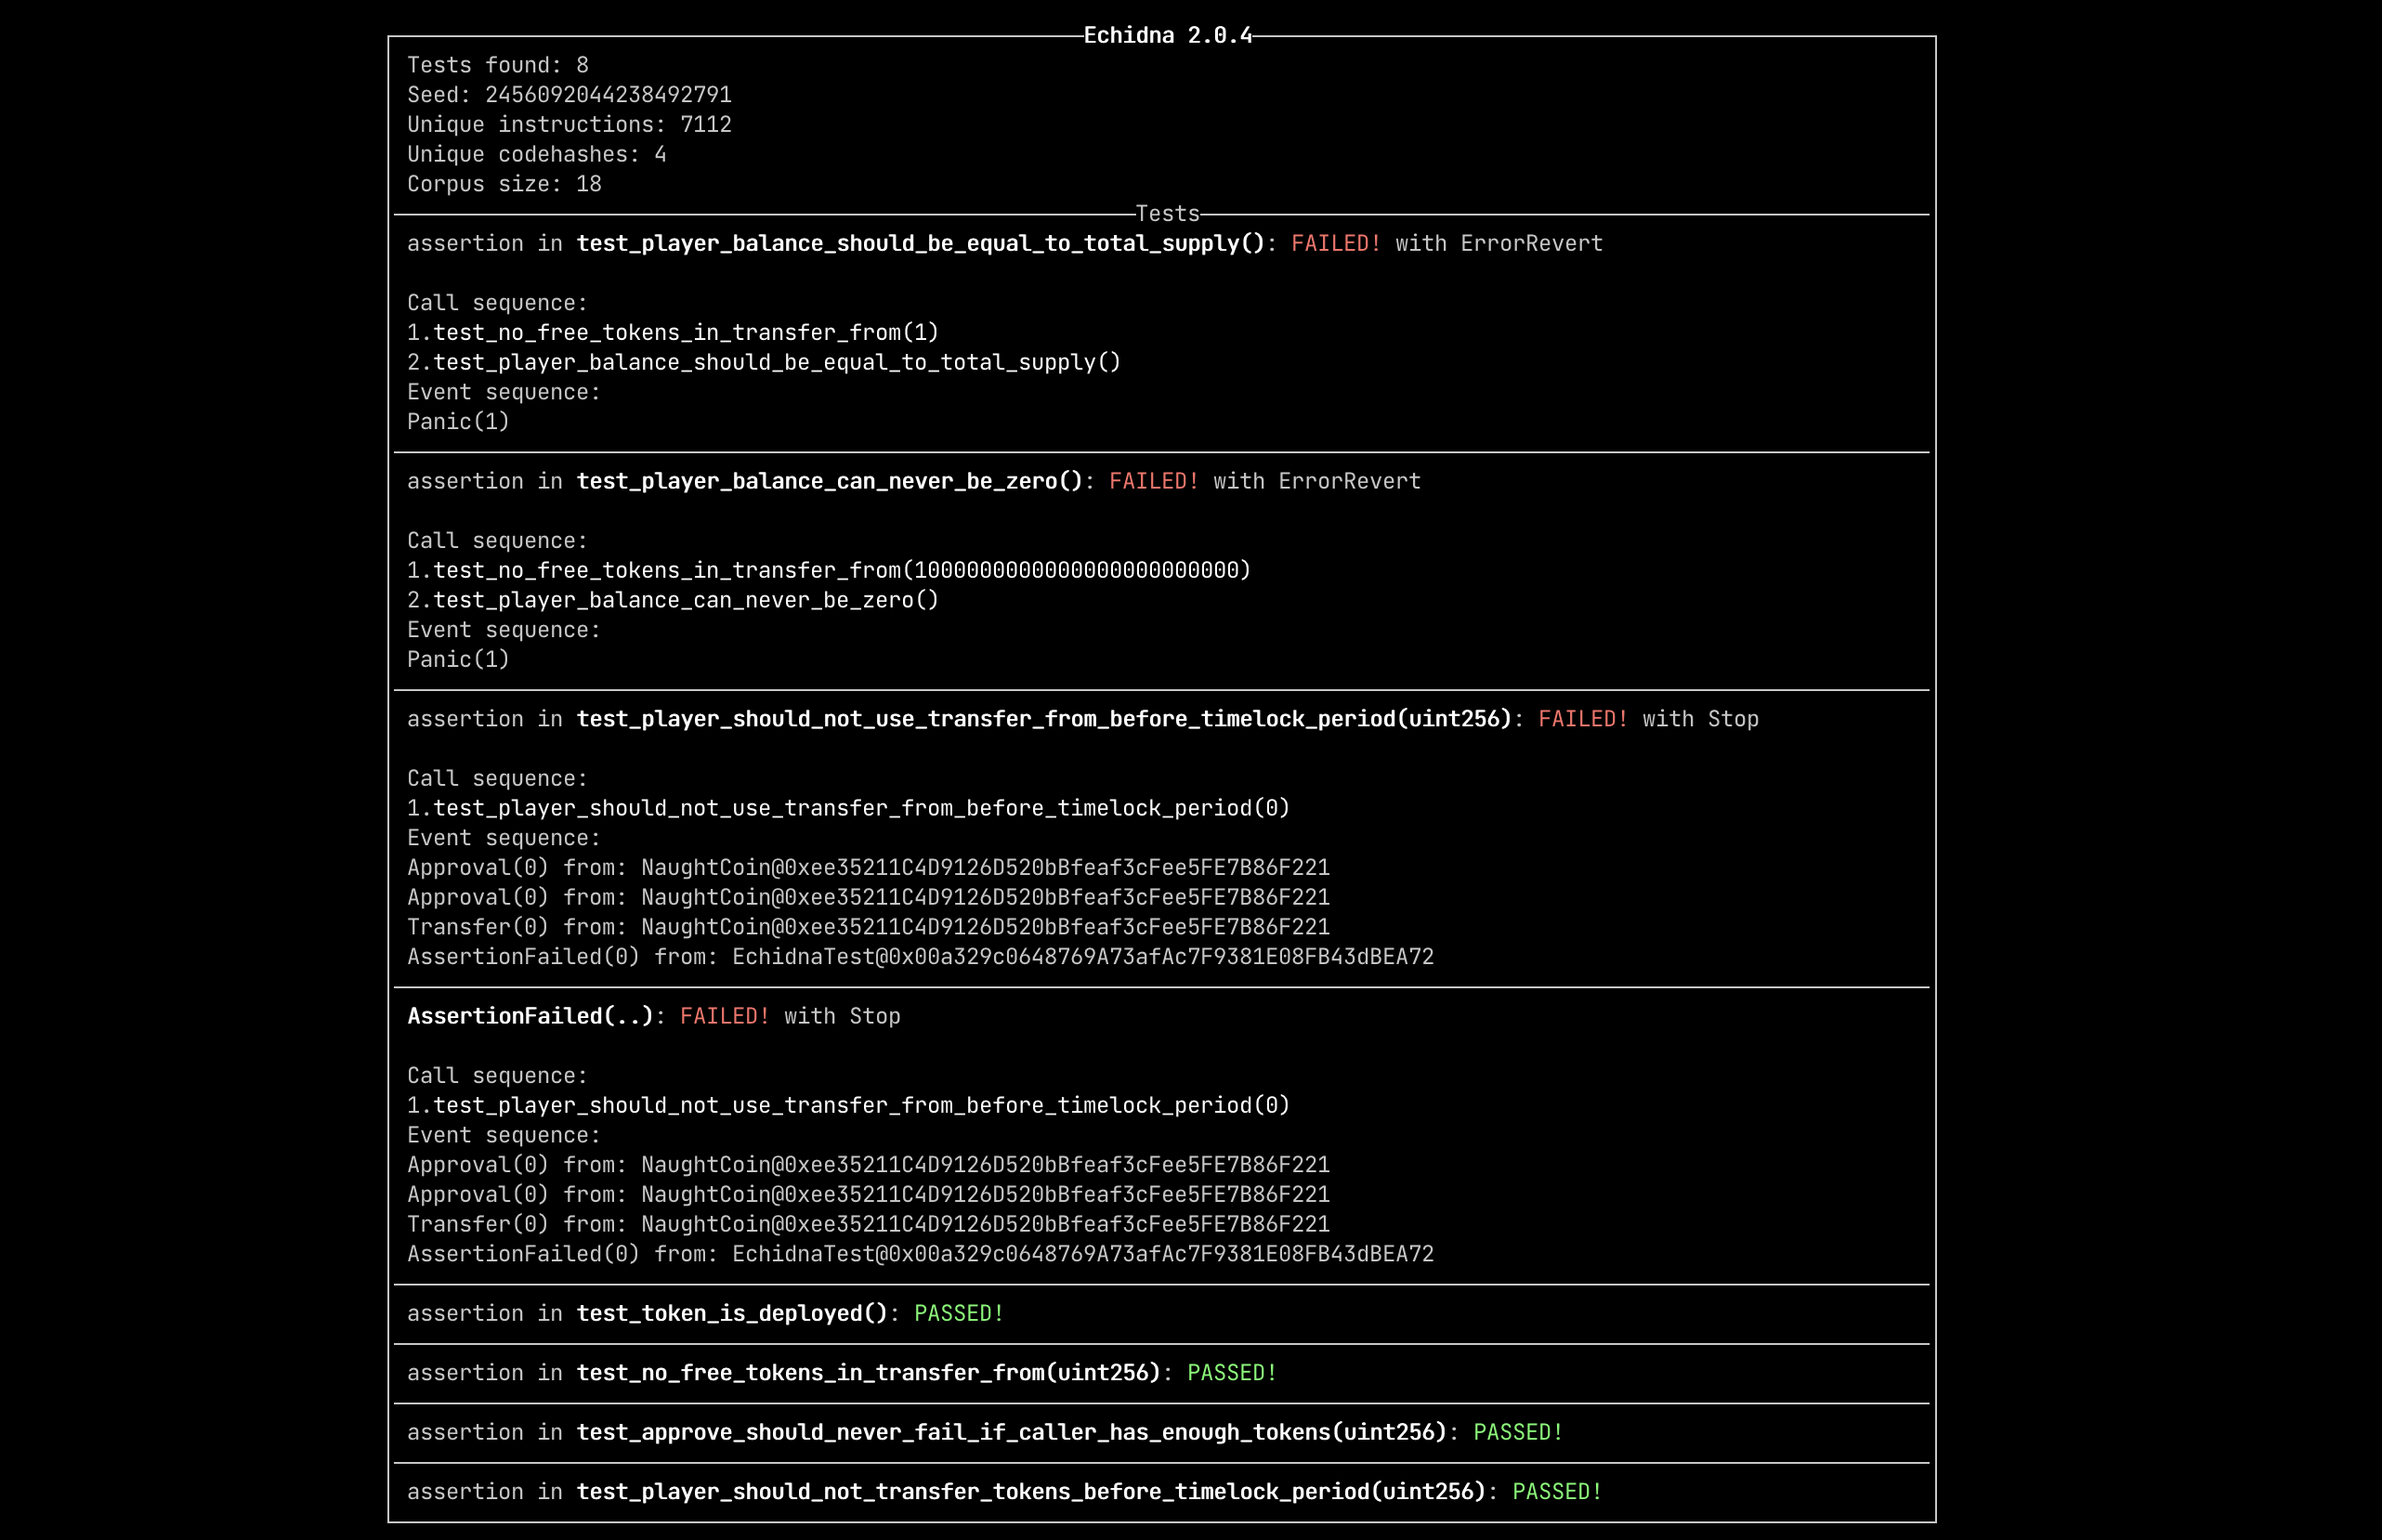 Echidna 2.0.4
Tests found: 8
Seed: 2456092044238492791
Unique instructions: 7112
Unique codehashes: 4
Corpus size: 18
Tests
assertion in test_player_balance_should_be_equal_to_total_supply(): FAILED! with ErrorRevert
Call sequence:
1.test_no_free_tokens_in_transfer_from(1)
2.test_player_balance_should_be_equal_to_total_supply()
Event sequence:
Panic(1)
assertion in test_player_balance_can_never_be_zero(): FAILED! with ErrorRevert
Call sequence:
1.test_no_free_tokens_in_transfer_from(1000000000000000000000000)
2.test_player_balance_can_never_be_zero()
Event sequence:
Panic(1)
assertion in test_player_should_not_use_transfer_from_before_timelock_period(uint256): FAILED! with Stop
Call sequence:
1.test_player_should_not_use_transfer_from_before_timelock_period(0)
Event sequence:
Approval(0) from: NaughtCoin@0xee35211C4D9126D520bBfeaf3cFee5FE7B86F221
Approval(0) from: NaughtCoin@0xee35211C4D9126D520bBfeaf3cFee5FE7B86F221
Transfer(0) from: NaughtCoin@0xee35211C4D9126D520bBfeaf3cFee5FE7B86F221
AssertionFailed(0) from: EchidnaTest@0x00a329c0648769A73afAc7F9381E08FB43dBEA72
AssertionFailed(..): FAILED! with Stop
Call sequence:
1.test_player_should_not_use_transfer_from_before_timelock_period(0)
Event sequence:
Approval(0) from: NaughtCoin@0xee35211C4D9126D520bBfeaf3cFee5FE7B86F221
Approval(0) from: NaughtCoin@0xee35211C4D9126D520bBfeaf3cFee5FE7B86F221
Transfer(0) from: NaughtCoin@0xee35211C4D9126D520bBfeaf3cFee5FE7B86F221
AssertionFailed(0) from: EchidnaTest@0x00a329c0648769A73afAc7F9381E08FB43dBEA72
assertion in test_token_is_deployed(): PASSED!
assertion in test_no_free_tokens_in_transfer_from(uint256): PASSED!
assertion in test_approve_should_never_fail_if_caller_has_enough_tokens(uint256): PASSED!
assertion in test_player_should_not_transfer_tokens_before_timelock_period(uint256): PASSED!